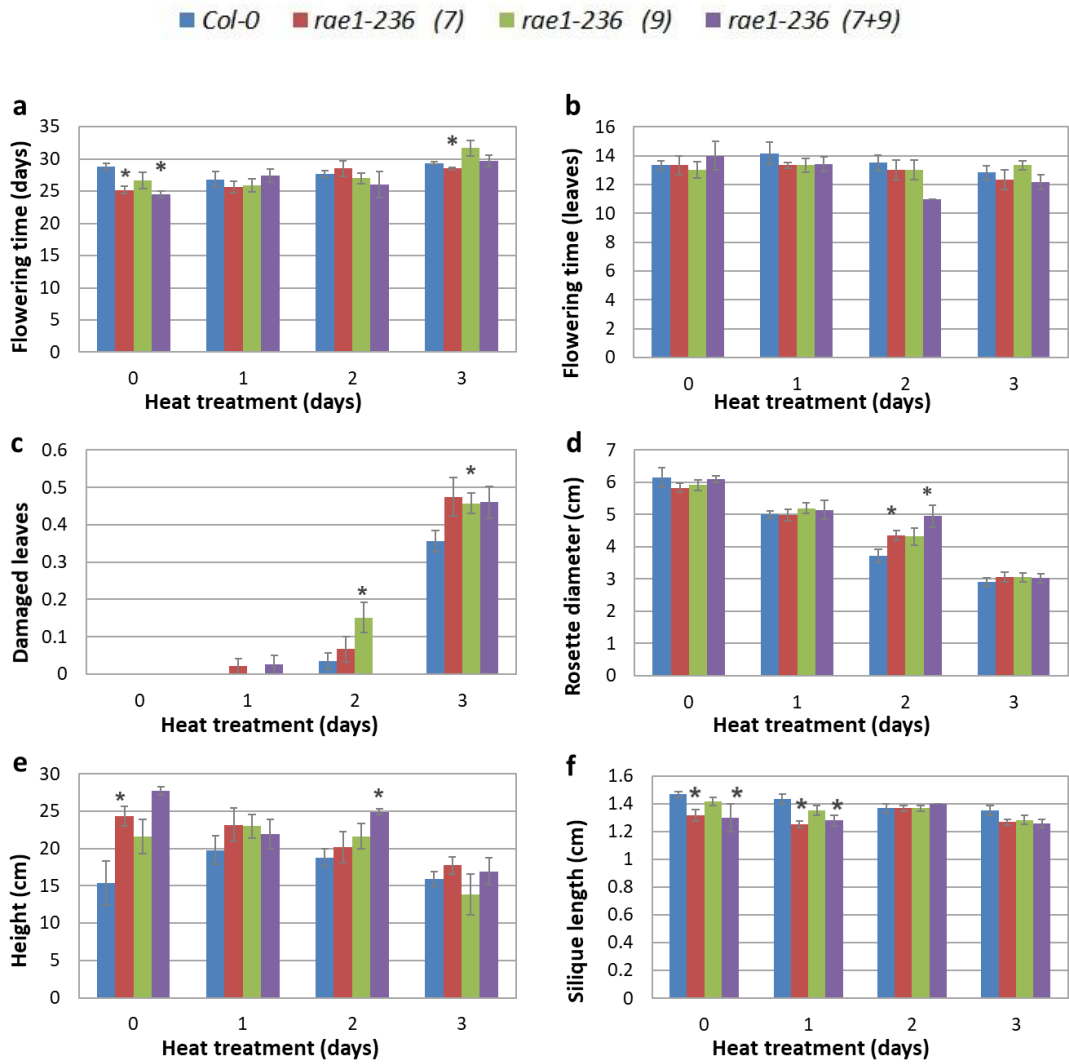 Col-0 rae1-236 (7) rae1-236 (9) rae1-236 (7+9)
a
Flowering time (days)
35
30
25
20
15
10
5
0
* * *
0 1 2 3
Heat treatment (days)
b
Flowering time (leaves)
16
14
12
10
8
6
4
2
0
0 1 2 3
Heat treatment (days)
c
Damaged leaves
0.6
0.5
0.4
0.3
0.2
0.1
0
* *
0 1 2 3
Heat treatment (days)
d
Rosette diameter (cm)
7
6
5
4
3
2
1
0
* *
0 1 2 3
Heat treatment (days)
e
Height (cm)
30
25
20
15
10
5
0
* *
0 1 2 3
Heat treatment (days)
f
Silique length (cm)
1.6
1.4
1.2
1
0.8
0.6
0.4
0.2
0
* * * *
0 1 2 3
Heat treatment (days)